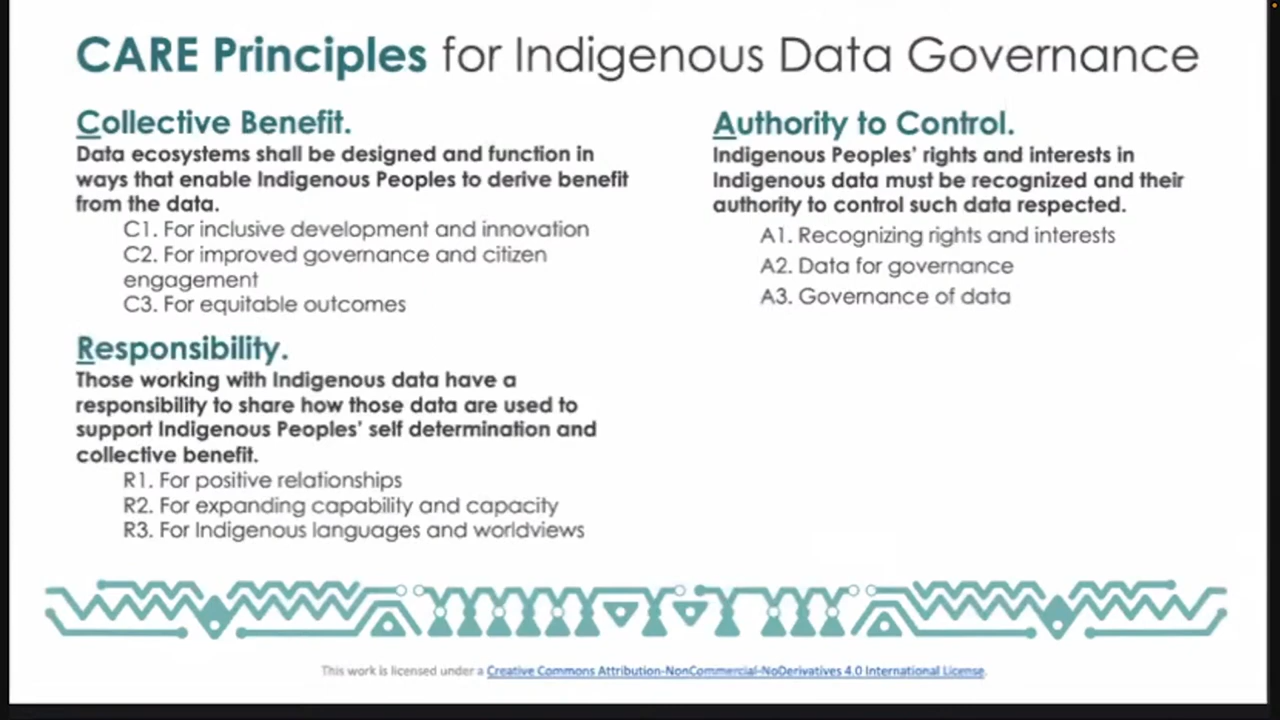 CARE Principles for Indigenous Data Governance
Collective Benefit.
Data ecosystems shall be designed and function in
ways that enable Indigenous Peoples to derive benefit
from the data.
C1. For inclusive development and innovation
C2. For improved governance and citizen
engagement
C3. For equitable outcomes
Authority to Control.
Indigenous Peoples' rights and interests in
Indigenous data must be recognized and their
authority to control such data respected.
A1. Recognizing rights and interests
A2. Data for governance
A3. Governance of data
Responsibility.
Those working with Indigenous data have a
responsibility to share how those data are used to
support Indigenous Peoples' self determination and
collective benefit.
R1. For positive relationships
R2. For expanding capability and capacity
R3. For Indigenous languages and worldviews
This work is licensed under a Creative Commons Attribution-NonCommercial-NoDerivatives 4.0 International License.